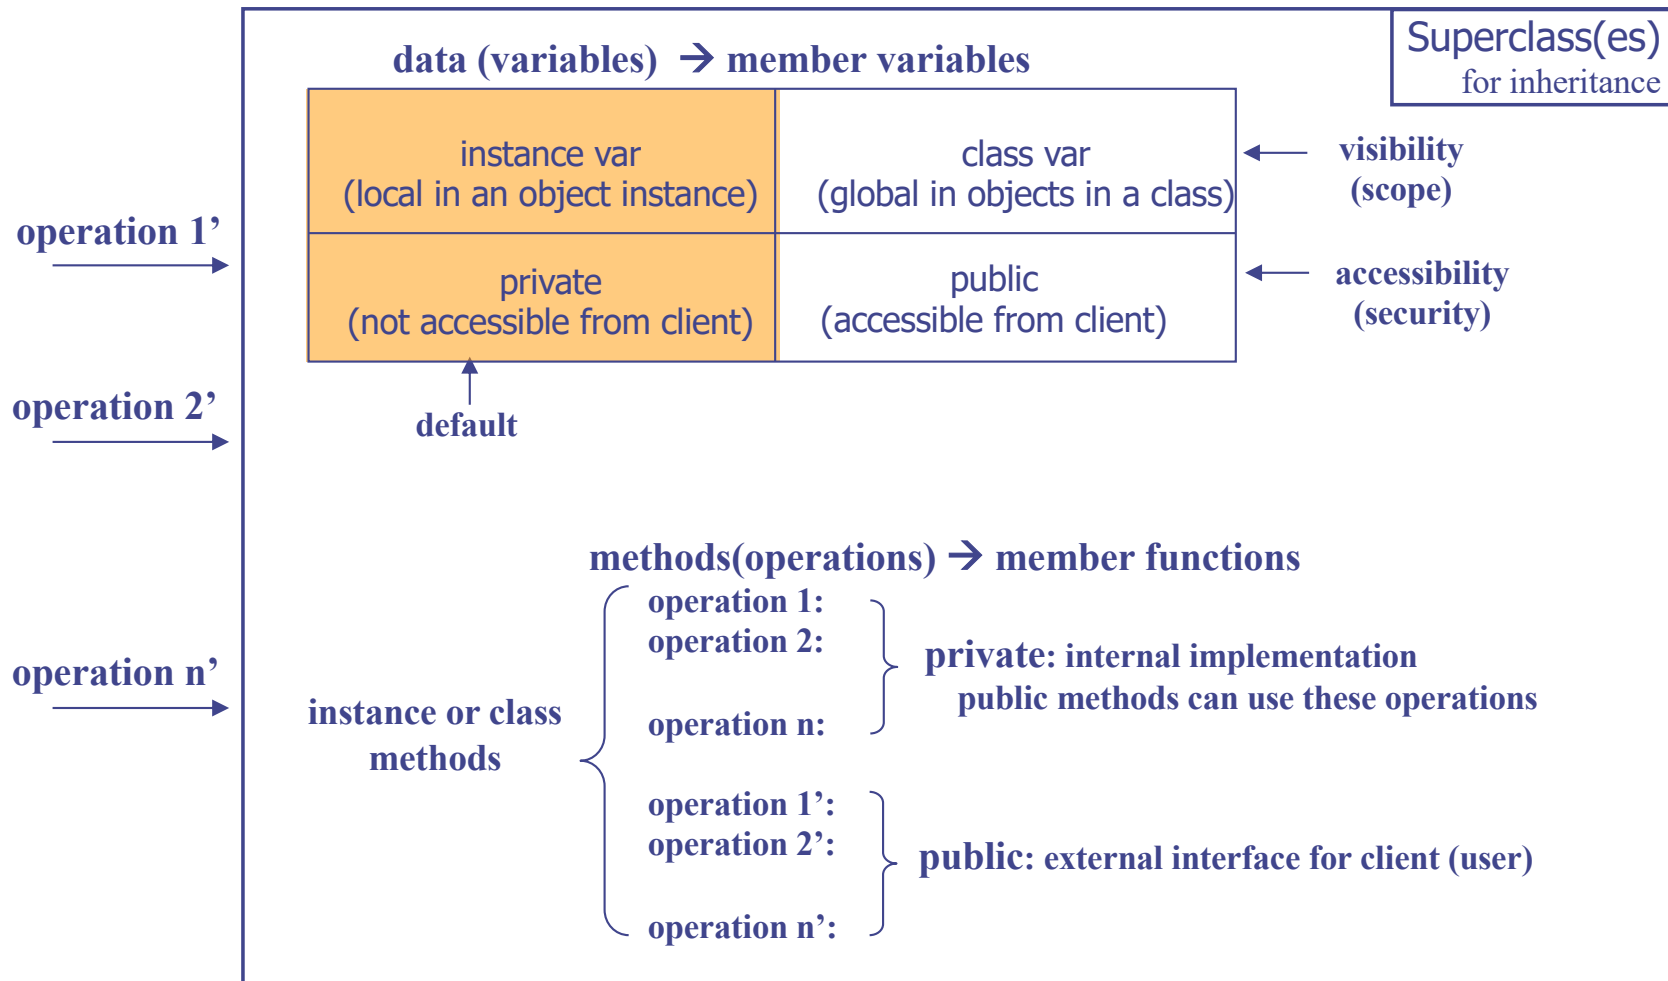 Superclass(es)
for inheritance
data (variables) → member variables
instance var
(local in an object instance)
class var
(global in objects in a class)
visibility
(scope)
private
(not accessible from client)
public
(accessible from client)
accessibility
(security)
default
operation 1’
operation 2’
operation n’
methods(operations) → member functions
instance or class
methods
operation 1:
operation 2:
operation n:
private: internal implementation
public methods can use these operations
operation 1’:
operation 2’:
operation n’:
public: external interface for client (user)